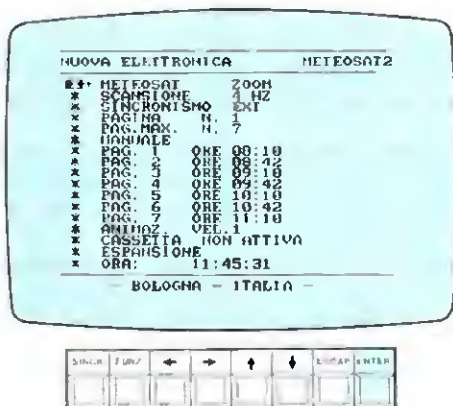 NUOVA ELETTRONICA METEOSAT2
METEOSAT ZOOM
* SCANSIONE 4 HZ
* SINCRONISMO EXT
* PAGINA N. 1
* PAG.MAX. N. 7
* MANUALE
* PAG. 1 ORE 08:10
* PAG. 2 ORE 08:42
* PAG. 3 ORE 09:10
* PAG. 4 ORE 09:42
* PAG. 5 ORE 10:10
* PAG. 6 ORE 10:42
* PAG. 7 ORE 11:10
* ANIMAZ. VEL.1
* CASSETTA NON ATTIVA
* ESPANSIONE
* ORA: 11:45:31
- BOLOGNA - ITALIA -
SINCR FUNZ ← → ↑ ↓ ESCAP ENTER